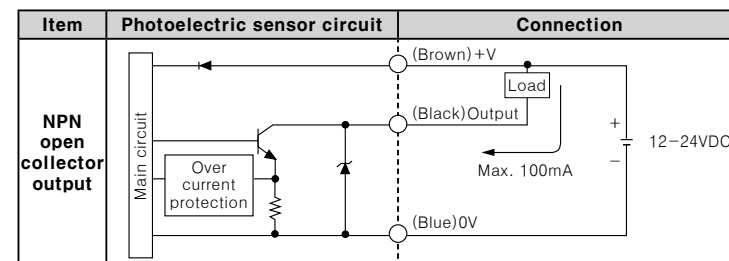 Item
Photoelectric sensor circuit
Connection
NPN
open
collector
output
Main circuit
Over
current
protection
(Brown)+V
(Black)Output
(Blue)0V
Load
Max. 100mA
+
−
12−24VDC